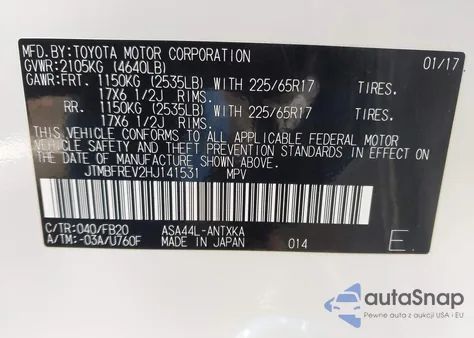 MFD.BY:TOYOTA MOTOR CORPORATION 01/17
GVWR:2105KG (4640LB)
GAWR:FRT. 1150KG (2535LB) WITH 225/65R17 TIRES.
17X6 1/2J RIMS.
RR. 1150KG (2535LB) WITH 225/65R17 TIRES.
17X6 1/2J RIMS.
THIS VEHICLE CONFORMS TO ALL APPLICABLE FEDERAL MOTOR
VEHICLE SAFETY AND THEFT PREVENTION STANDARDS IN EFFECT ON
THE DATE OF MANUFACTURE SHOWN ABOVE.
JTMBFREV2HJ141531 MPV
C/TR:040/FB20 ASA44L-ANTXKA
A/TM:-03A/U760F MADE IN JAPAN 014 E
autoSnap
Pewne auta z USA i EU